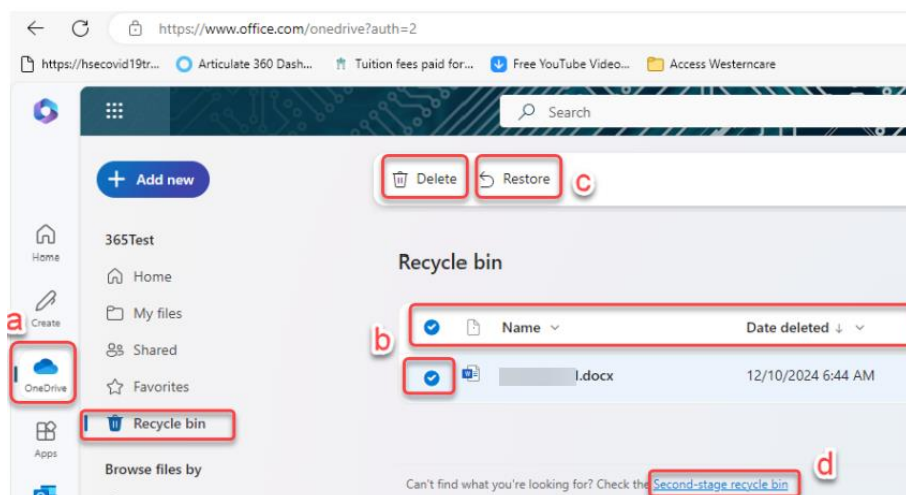 https://www.office.com/onedrive?auth=2
https://hsecovid19tr... Articulate 360 Dash... Tuition fees paid for... Free YouTube Video... Access Westerncare
Search
Add new
Delete Restore c
365Test
Home
Home
My files
Shared
Favorites
Recycle bin
Browse files by
a
Create
OneDrive
Apps
Recycle bin
b
Name Date deleted
l.docx 12/10/2024 6:44 AM
d
Can't find what you're looking for? Check the Second-stage recycle bin